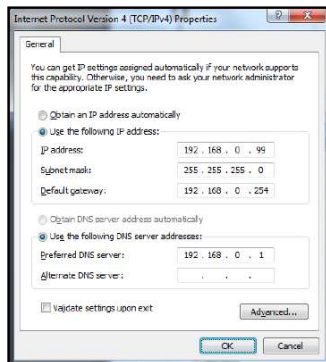 Internet Protocol Version 4 (TCP/IPv4) Properties
General
You can get IP settings assigned automatically if your network supports
this capability. Otherwise, you need to ask your network administrator
for the appropriate IP settings.
Obtain an IP address automatically
Use the following IP address:
IP address: 192 . 168 . 0 . 99
Subnet mask: 255 . 255 . 255 . 0
Default gateway: 192 . 168 . 0 . 254
Obtain DNS server address automatically
Use the following DNS server addresses:
Preferred DNS server: 192 . 168 . 0 . 1
Alternate DNS server: . . .
Validate settings upon exit
Advanced...
OK Cancel